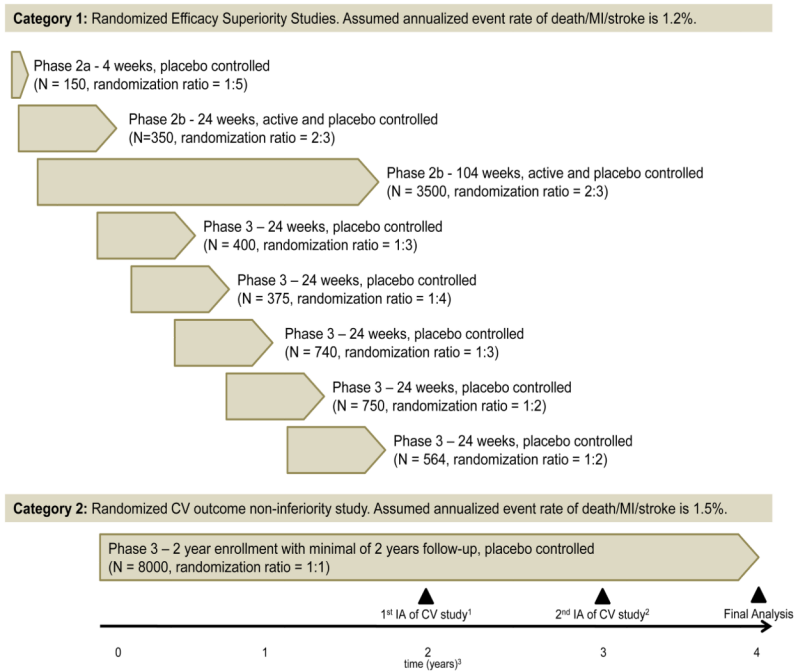 Category 1: Randomized Efficacy Superiority Studies. Assumed annualized event rate of death/MI/stroke is 1.2%.
Phase 2a - 4 weeks, placebo controlled
(N = 150, randomization ratio = 1:5)
Phase 2b - 24 weeks, active and placebo controlled
(N=350, randomization ratio = 2:3)
Phase 2b - 104 weeks, active and placebo controlled
(N = 3500, randomization ratio = 2:3)
Phase 3 – 24 weeks, placebo controlled
(N = 400, randomization ratio = 1:3)
Phase 3 – 24 weeks, placebo controlled
(N = 375, randomization ratio = 1:4)
Phase 3 – 24 weeks, placebo controlled
(N = 740, randomization ratio = 1:3)
Phase 3 – 24 weeks, placebo controlled
(N = 750, randomization ratio = 1:2)
Phase 3 – 24 weeks, placebo controlled
(N = 564, randomization ratio = 1:2)
Category 2: Randomized CV outcome non-inferiority study. Assumed annualized event rate of death/MI/stroke is 1.5%.
Phase 3 – 2 year enrollment with minimal of 2 years follow-up, placebo controlled
(N = 8000, randomization ratio = 1:1)
1st IA of CV study¹ 2nd IA of CV study² Final Analysis
0 1 2 3 4
time (years)³